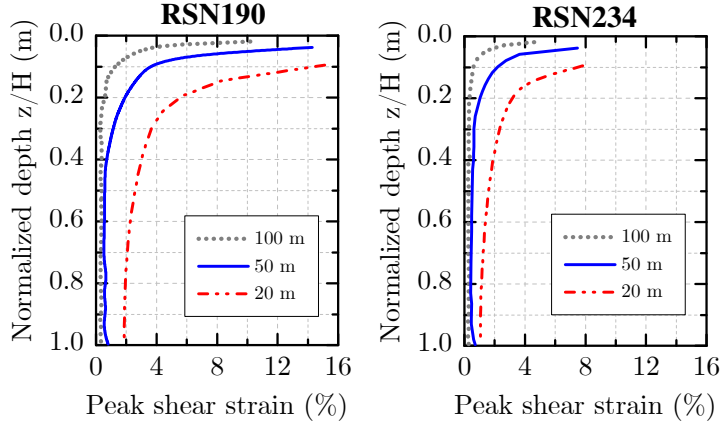 RSN190
Normalized depth z/H (m)
0.0
0.2
0.4
0.6
0.8
1.0
100 m
50 m
20 m
0
4
8
12
16
Peak shear strain (%)
RSN234
Normalized depth z/H (m)
0.0
0.2
0.4
0.6
0.8
1.0
100 m
50 m
20 m
0
4
8
12
16
Peak shear strain (%)